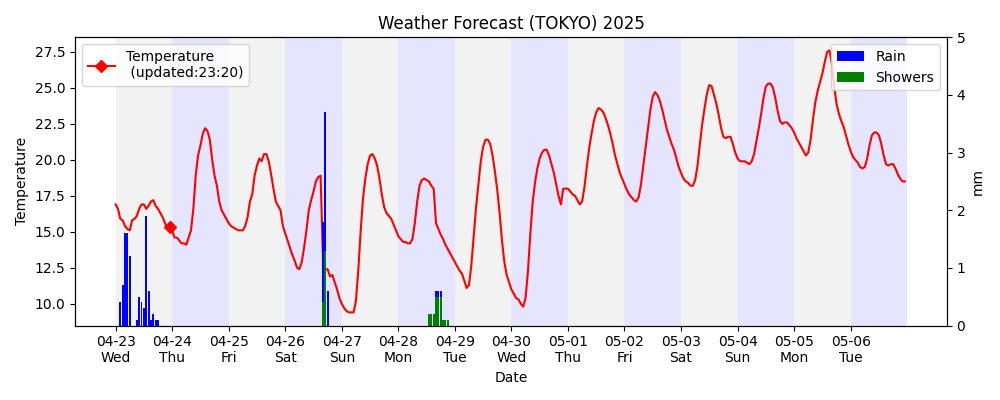 Weather Forecast (TOKYO) 2025
Temperature
(updated:23:20)
Rain
Showers
Temperature
27.5
25.0
22.5
20.0
17.5
15.0
12.5
10.0
5
4
3
2
1
0
mm
04-23 04-24 04-25 04-26 04-27 04-28 04-29 04-30 05-01 05-02 05-03 05-04 05-05 05-06
Wed Thu Fri Sat Sun Mon Tue Wed Thu Fri Sat Sun Mon Tue
Date